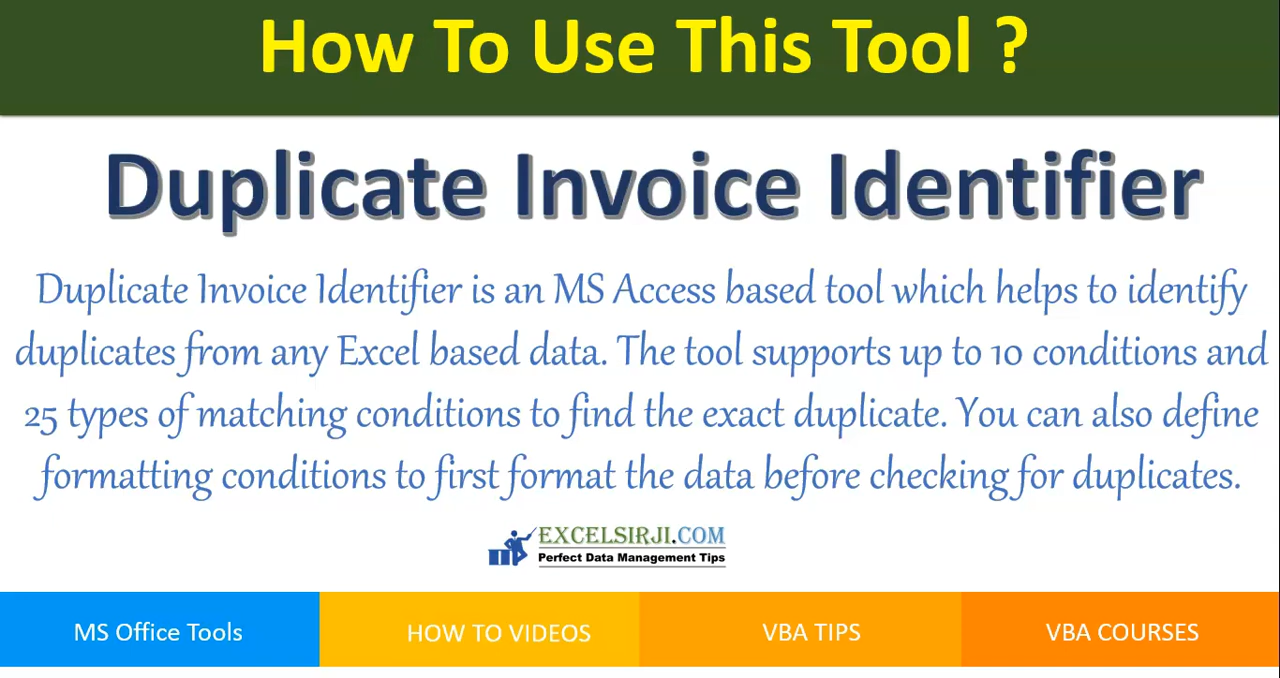 How To Use This Tool ?
Duplicate Invoice Identifier
Duplicate Invoice Identifier is an MS Access based tool which helps to identify
duplicates from any Excel based data. The tool supports up to 10 conditions and
25 types of matching conditions to find the exact duplicate. You can also define
formatting conditions to first format the data before checking for duplicates.
EXCELSIRJI.COM
Perfect Data Management Tips
MS Office Tools
HOW TO VIDEOS
VBA TIPS
VBA COURSES